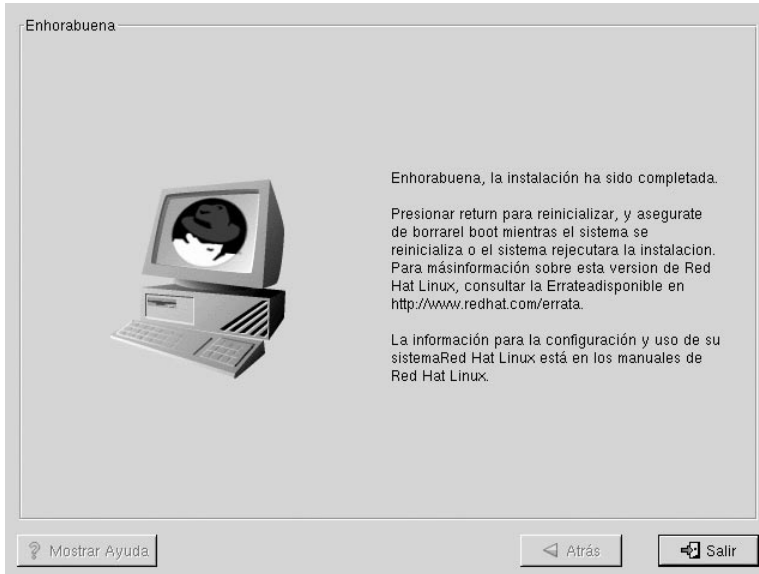 Enhorabuena
Enhorabuena, la instalación ha sido completada.
Presionar return para reinicializar, y asegurate
de borrarel boot mientras el sistema se
reinicializa o el sistema rejecutara la instalacion.
Para másinformación sobre esta version de Red
Hat Linux, consultar la Errateadisponible en
http://www.redhat.com/errata.
La información para la configuración y uso de su
sistemaRed Hat Linux está en los manuales de
Red Hat Linux.
? Mostrar Ayuda
Atrás
Salir